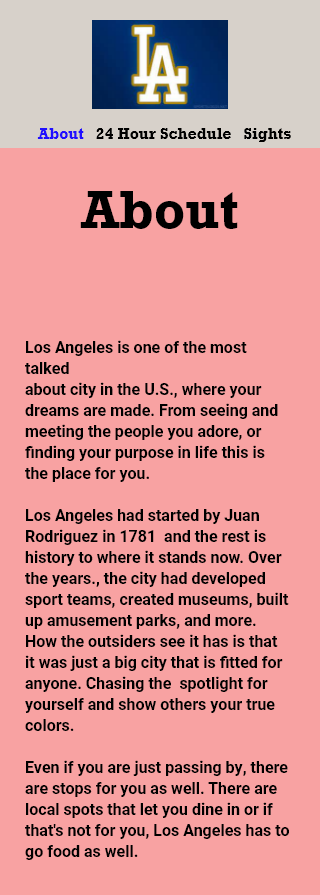 LA
About 24 Hour Schedule Sights
About
Los Angeles is one of the most
talked
about city in the U.S., where your
dreams are made. From seeing and
meeting the people you adore, or
finding your purpose in life this is
the place for you.
Los Angeles had started by Juan
Rodriguez in 1781  and the rest is
history to where it stands now. Over
the years., the city had developed
sport teams, created museums, built
up amusement parks, and more.
How the outsiders see it has is that
it was just a big city that is fitted for
anyone. Chasing the  spotlight for
yourself and show others your true
colors.
Even if you are just passing by, there
are stops for you as well. There are
local spots that let you dine in or if
that's not for you, Los Angeles has to
go food as well.